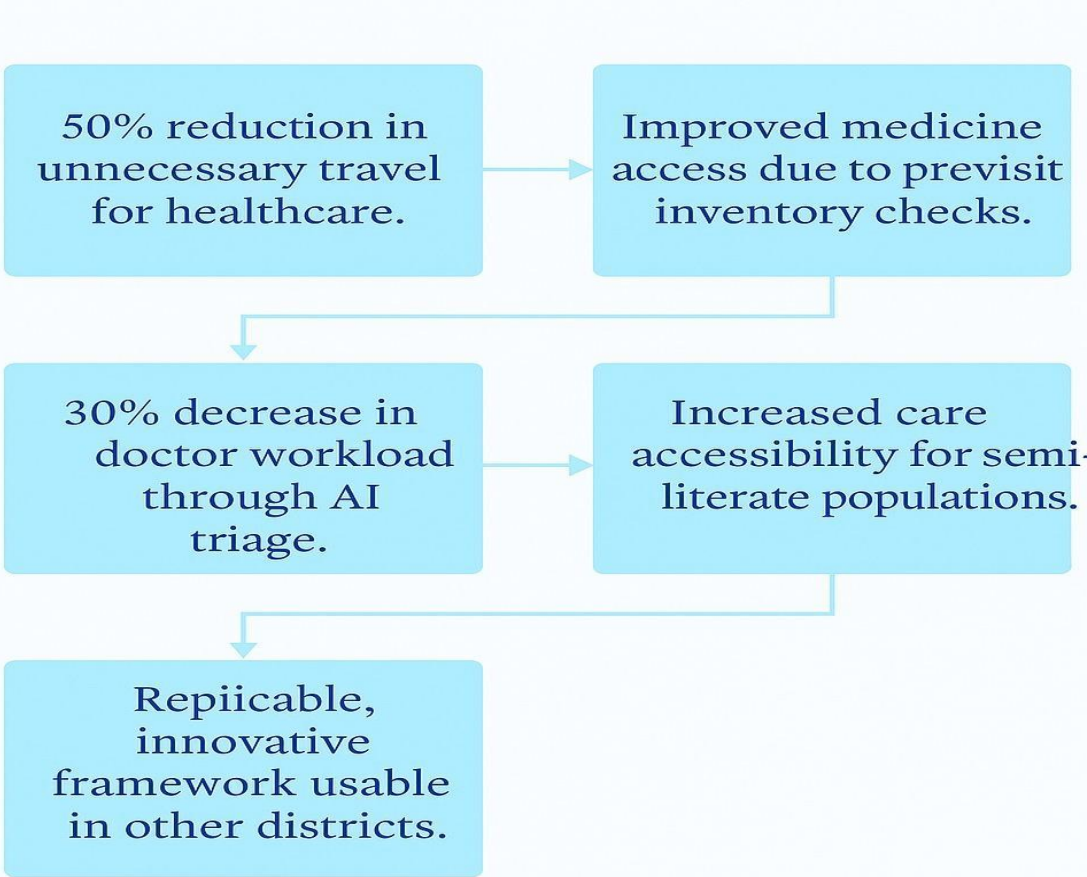 50% reduction in
unnecessary travel
for healthcare.
Improved medicine
access due to previsit
inventory checks.
30% decrease in
doctor workload
through AI
triage.
Increased care
accessibility for semi-
literate populations.
Repiicable,
innovative
framework usable
in other districts.